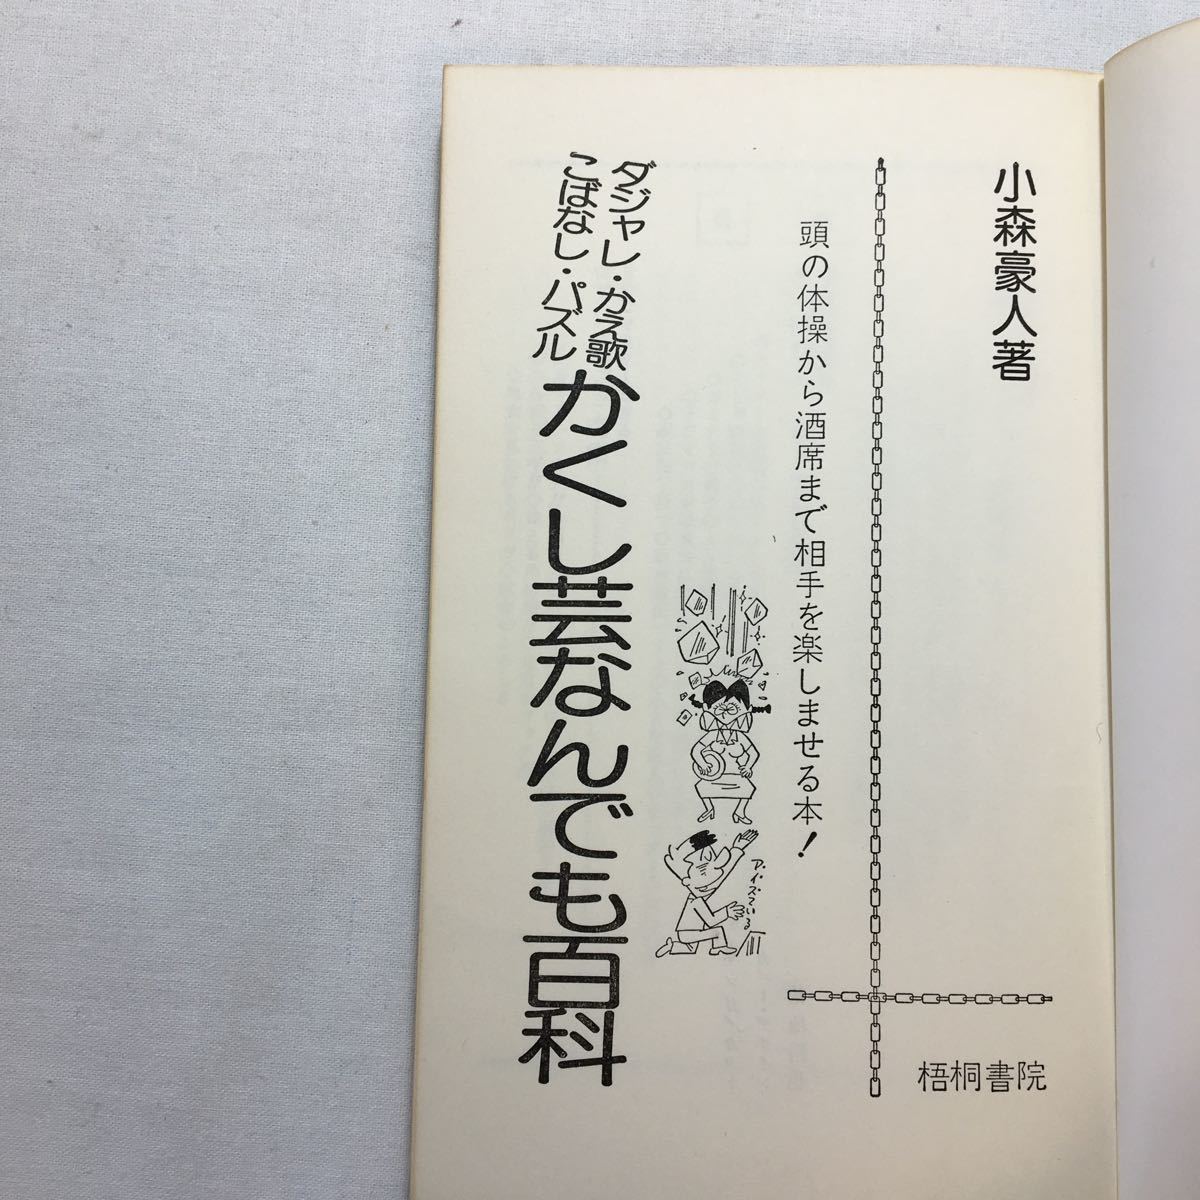 小森豪人著
頭の体操から酒席まで相手を楽しませる本!
ダジャレ・かえ歌
こばなし・パズル
かくし芸なんでも百科
アイズている
梧桐書院